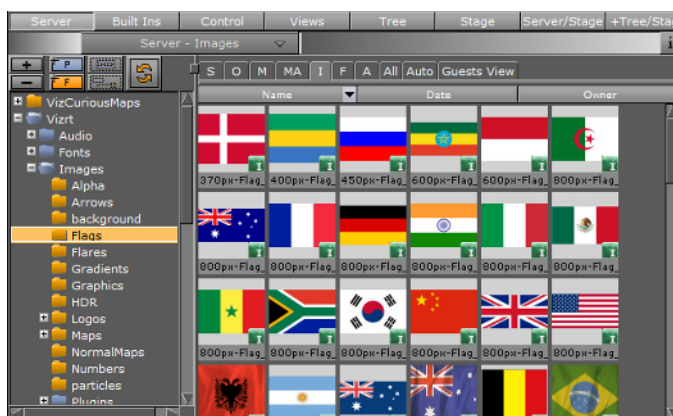 Server Built Ins Control Views Tree Stage Server/Stage +Tree/Sta
Server - Images
+ P
- F
S O M MA I F A All Auto Guests View
Name Date Owner
VizCuriousMaps
Vizrt
Audio
Fonts
Images
Alpha
Arrows
background
Flags
Flares
Gradients
Graphics
HDR
Logos
Maps
NormalMaps
Numbers
particles
Plugins
370px-Flag_ 400px-Flag_ 450px-Flag_ 600px-Flag_ 600px-Flag_ 800px-Flag_
800px-Flag_ 800px-Flag_ 800px-Flag_ 800px-Flag_ 800px-Flag_ 800px-Flag_
800px-Flag_ 800px-Flag_ 800px-Flag_ 800px-Flag_ 800px-Flag_ 800px-Flag_